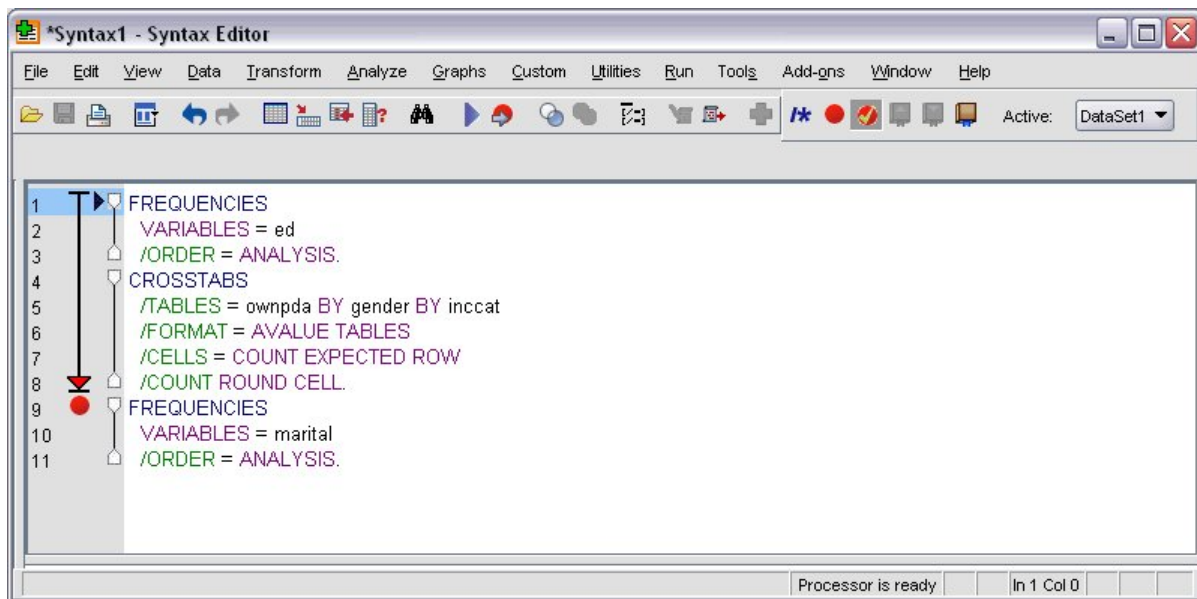 *Syntax1 - Syntax Editor
File Edit View Data Transform Analyze Graphs Custom Utilities Run Tools Add-ons Window Help
Active: DataSet1
1 FREQUENCIES
2 VARIABLES = ed
3 /ORDER = ANALYSIS.
4 CROSSTABS
5 /TABLES = ownpda BY gender BY inccat
6 /FORMAT = AVALUE TABLES
7 /CELLS = COUNT EXPECTED ROW
8 /COUNT ROUND CELL.
9 FREQUENCIES
10 VARIABLES = marital
11 /ORDER = ANALYSIS.
Processor is ready In 1 Col 0